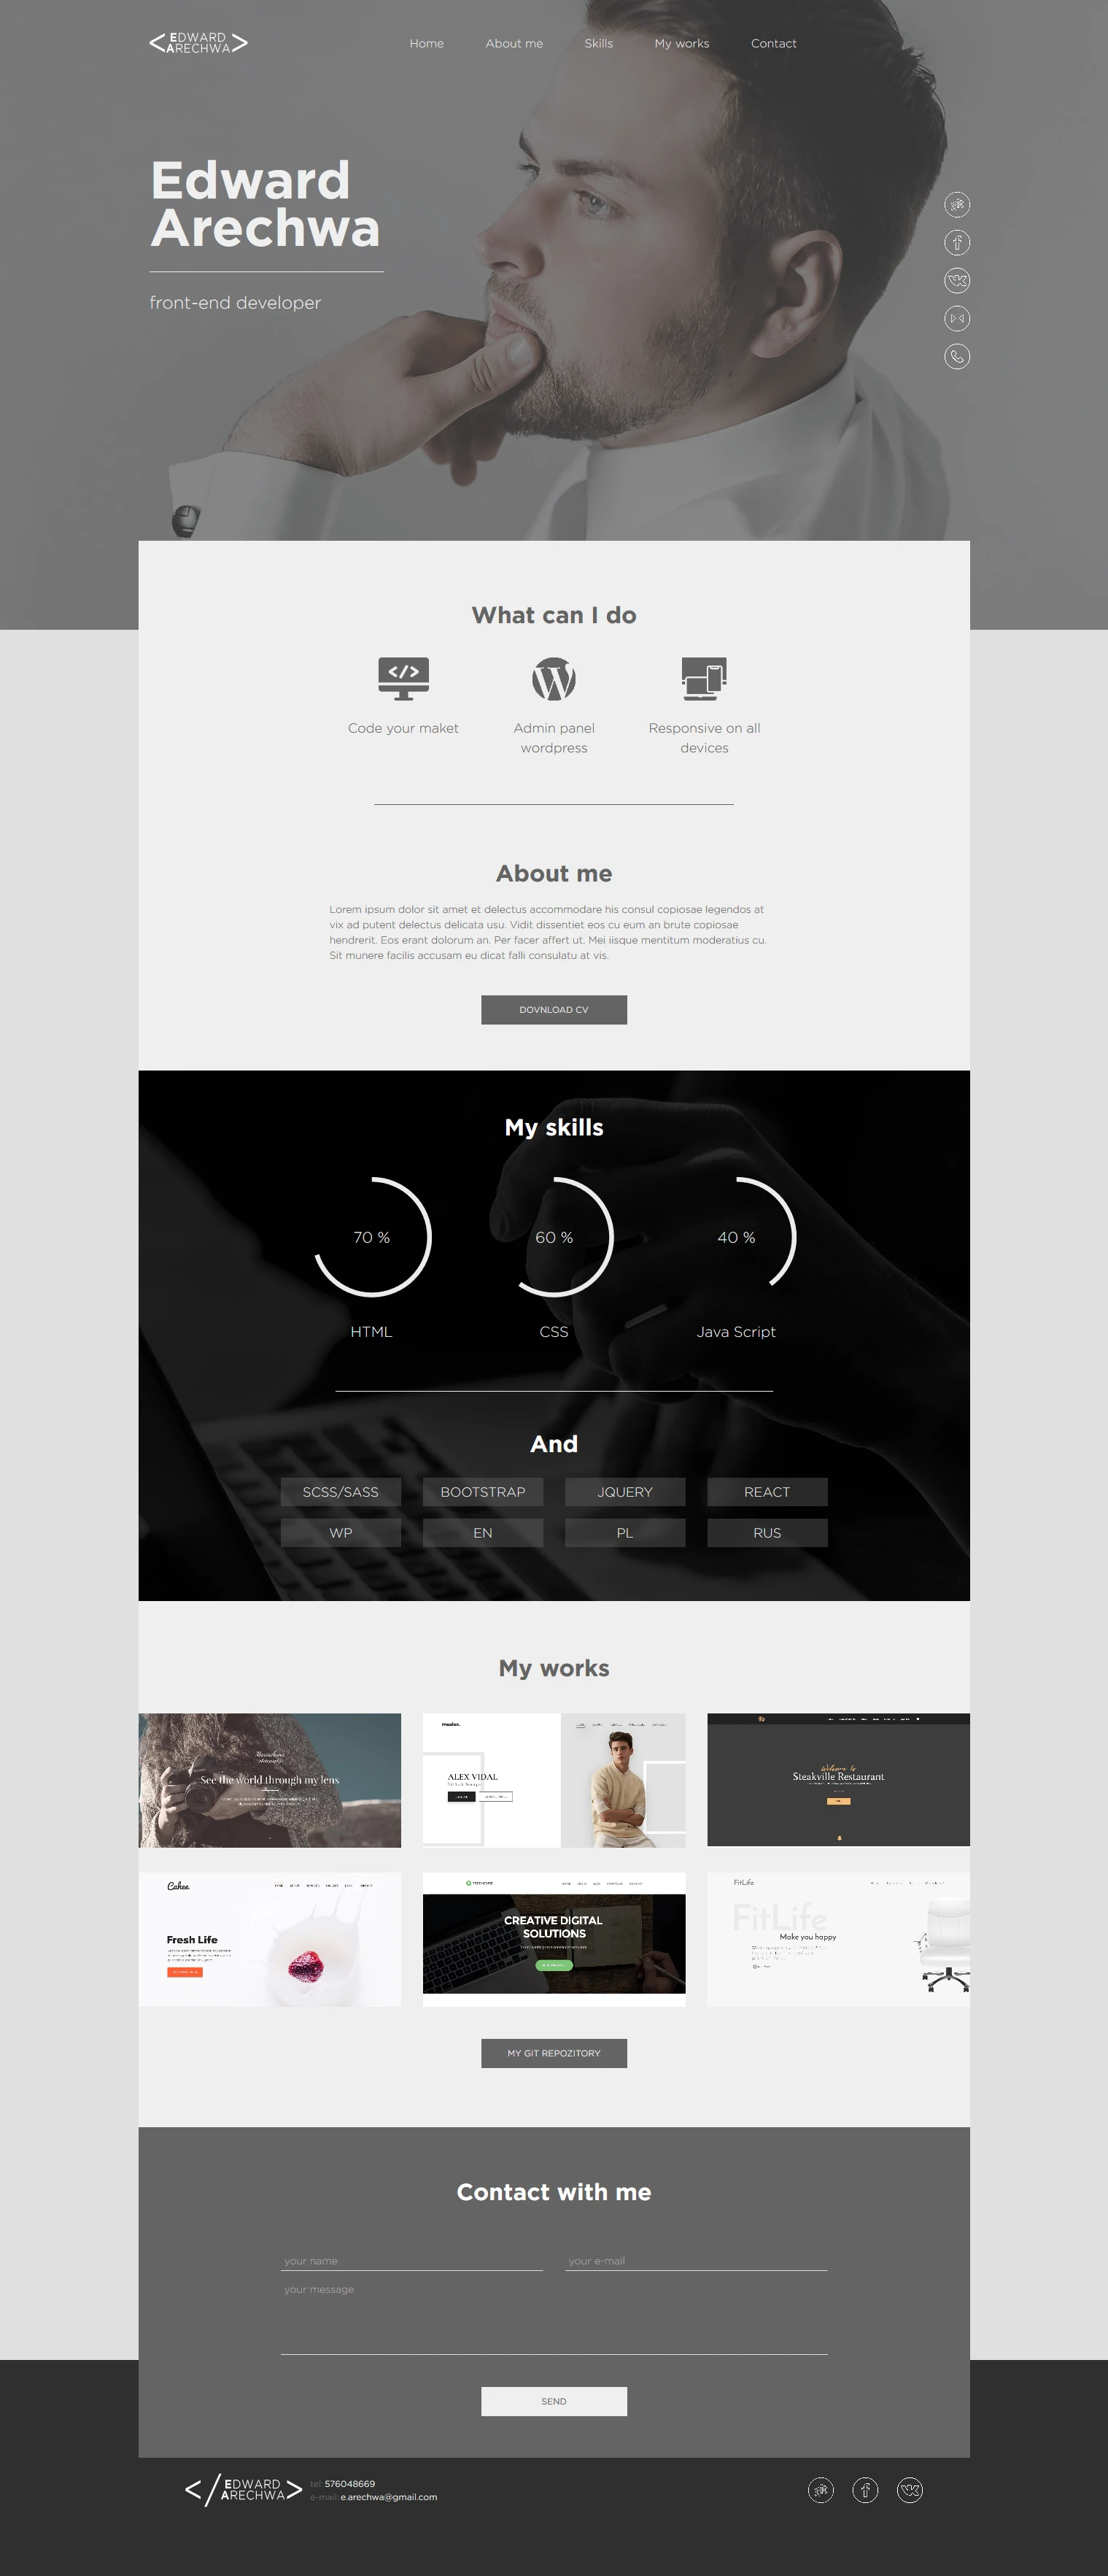 EDWARD
ARECHWA
Home About me Skills My works Contact
Edward
Arechwa
front-end developer
What can I do
Code your maket
Admin panel
wordpress
Responsive on all
devices
About me
Lorem ipsum dolor sit amet et delectus accommodare his consul copiosae legendos at
vix ad putent delectus delicata usu. Vidit dissentiet eos cu eum an brute copiosae
hendrerit. Eos erant dolorum an. Per facer affert ut. Mei iisque mentitum moderatius cu.
Sit munere facilis accusam eu dicat falli consulatu at vis.
DOVNLOAD CV
My skills
70 % 60 % 40 %
HTML CSS Java Script
And
SCSS/SASS BOOTSTRAP JQUERY REACT
WP EN PL RUS
My works
See the world through my lens
ALEX VIDAL
Welcome to
Steakville Restaurant
Cahee
Fresh Life
CREATIVE DIGITAL
SOLUTIONS
FitLife
FitLife
Make you happy
MY GIT REPOZITORY
Contact with me
your name your e-mail
your message
SEND
EDWARD
ARECHWA
tel: 576048669
e-mail: e.arechwa@gmail.com